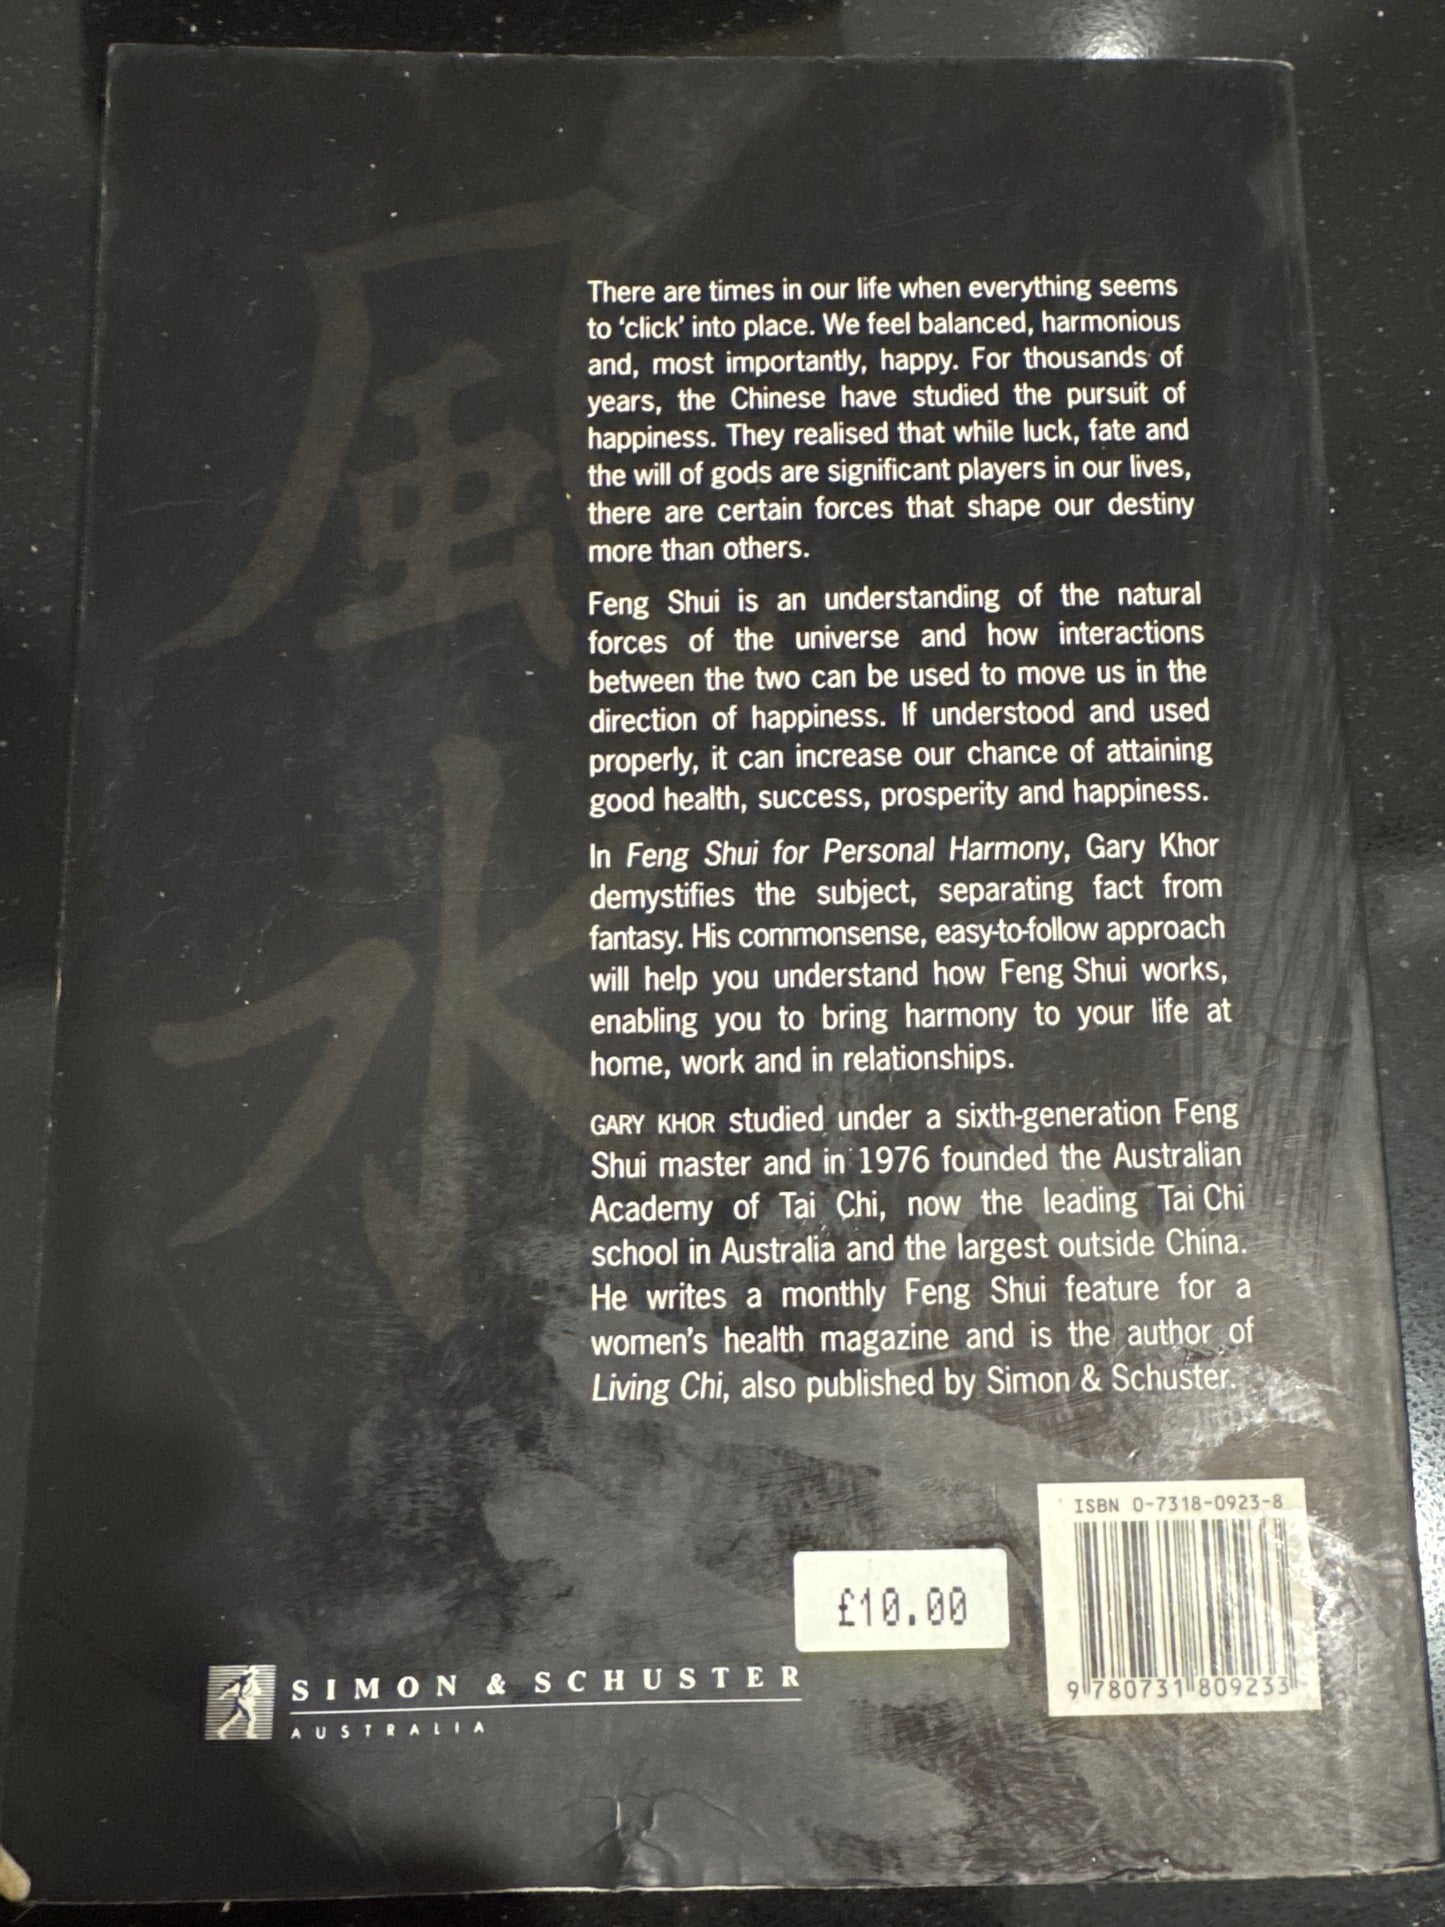 風水
There are times in our life when everything seems
to ‘click’ into place. We feel balanced, harmonious
and, most importantly, happy. For thousands of
years, the Chinese have studied the pursuit of
happiness. They realised that while luck, fate and
the will of gods are significant players in our lives,
there are certain forces that shape our destiny
more than others.
Feng Shui is an understanding of the natural
forces of the universe and how interactions
between the two can be used to move us in the
direction of happiness. If understood and used
properly, it can increase our chance of attaining
good health, success, prosperity and happiness.
In Feng Shui for Personal Harmony, Gary Khor
demystifies the subject, separating fact from
fantasy. His commonsense, easy-to-follow approach
will help you understand how Feng Shui works,
enabling you to bring harmony to your life at
home, work and in relationships.
GARY KHOR studied under a sixth-generation Feng
Shui master and in 1976 founded the Australian
Academy of Tai Chi, now the leading Tai Chi
school in Australia and the largest outside China.
He writes a monthly Feng Shui feature for a
women’s health magazine and is the author of
Living Chi, also published by Simon & Schuster.
ISBN 0-7318-0923-8
£10.00
9 780731 809233
SIMON & SCHUSTER
AUSTRALIA